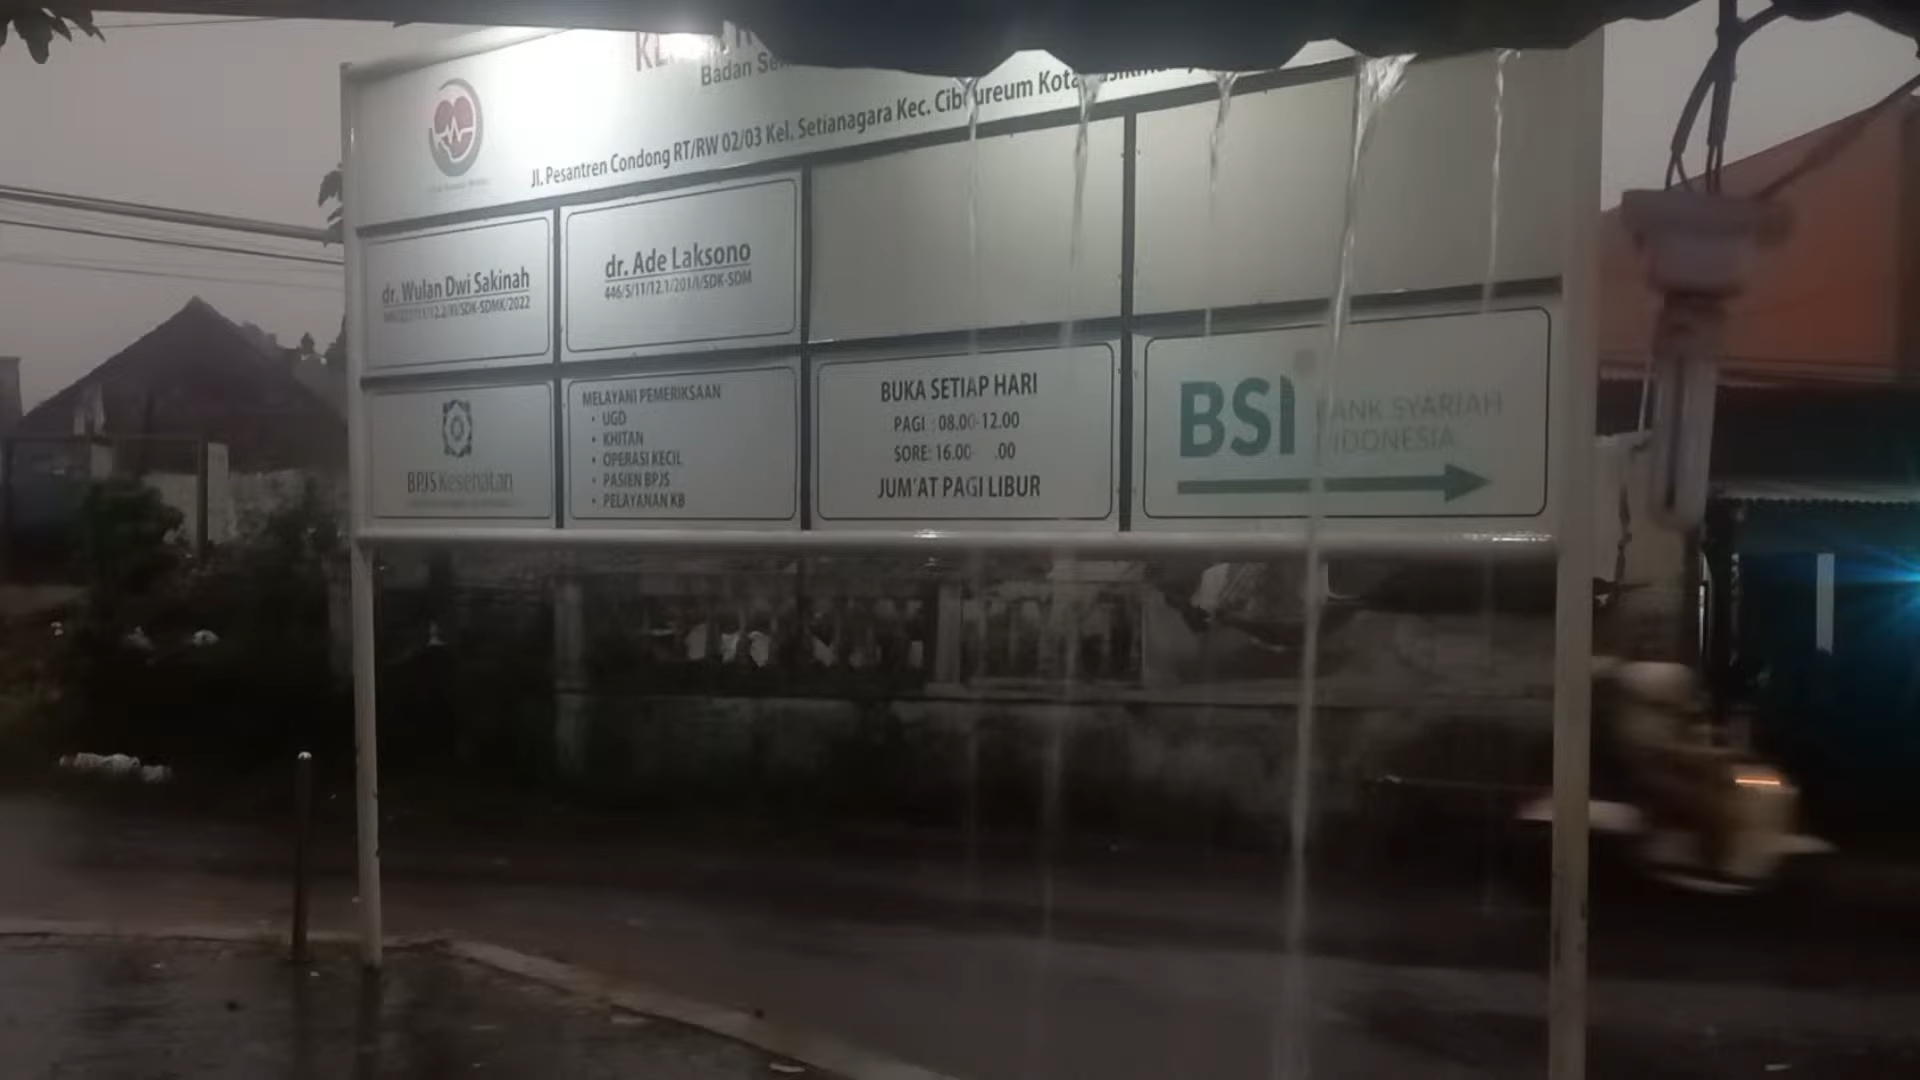 Badan
Jl. Pesantren Condong RT/RW 02/03 Kel. Setianagara Kec. Cibeureum Kota
dr. Wulan Dwi Sakinah
dr. Ade Laksono
446/5/11/12.1/201/I/SDK-SDM
BPJS Kesehatan
MELAYANI PEMERIKSAAN
• UGD
• KHITAN
• OPERASI KECIL
• PASIEN BPJS
• PELAYANAN KB
BUKA SETIAP HARI
PAGI : 08.00-12.00
SORE: 16.00- .00
JUM'AT PAGI LIBUR
BSI BANK SYARIAH
INDONESIA